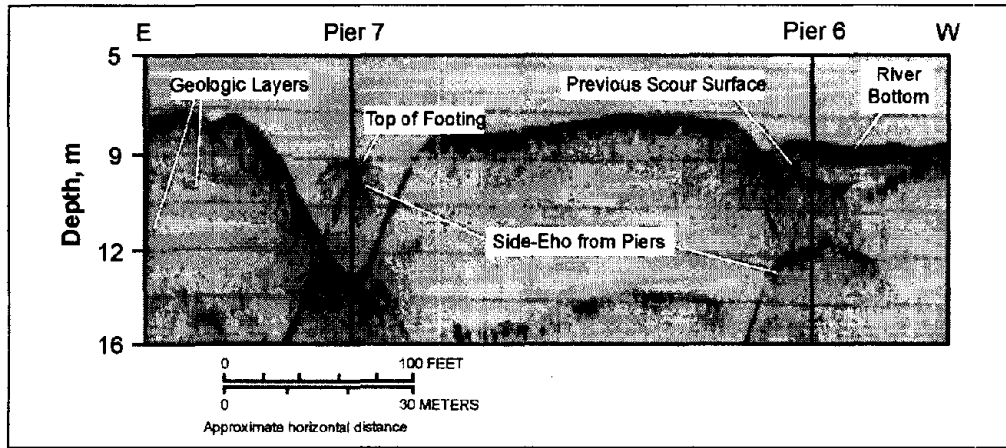 E Pier 7 Pier 6 W
5
Geologic Layers
Previous Scour Surface
River
Bottom
Top of Footing
9
Depth, m
Side-Eho from Piers
12
16
0 100 FEET
0 30 METERS
Approximate horizontal distance